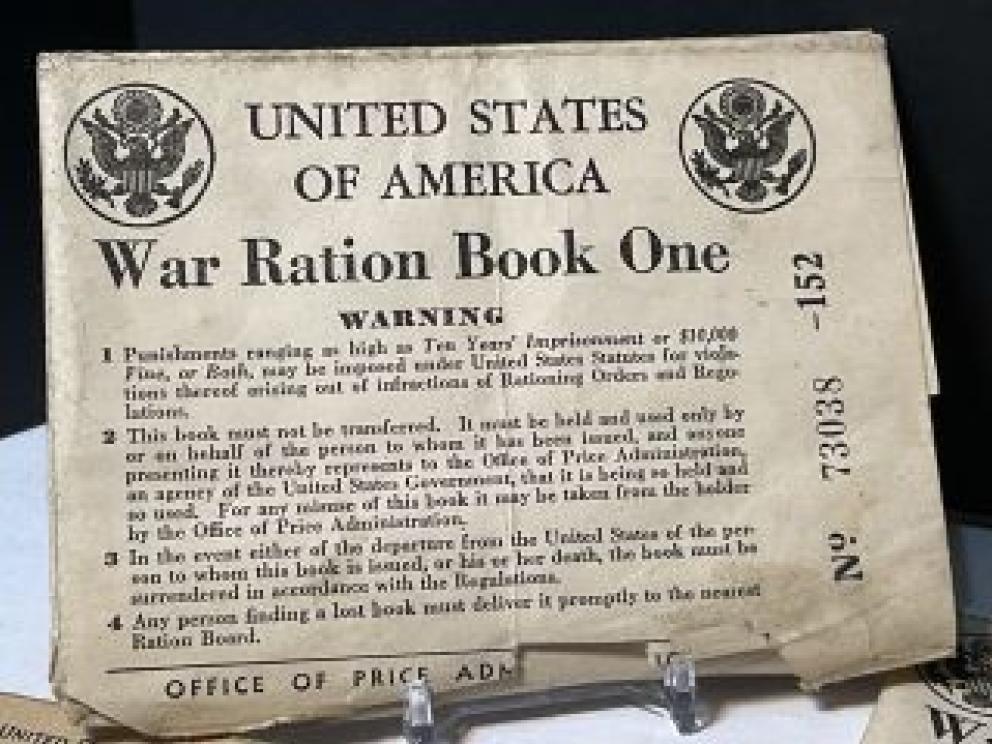 UNITED STATES
OF AMERICA
War Ration Book One
WARNING
1 Punishments ranging as high as Ten Years' Imprisonment or $10,000
Fine, or Both, may be imposed under United States Statutes for viola-
tions thereof arising out of infractions of Rationing Orders and Regu-
lations.
2 This book must not be transferred. It must be held and used only by
or on behalf of the person to whom it has been issued, and anyone
presenting it thereby represents to the Office of Price Administration,
an agency of the United States Government, that it is being so held and
so used. For any misuse of this book it may be taken from the holder
by the Office of Price Administration.
3 In the event either of the departure from the United States of the per-
son to whom this book is issued, or his or her death, the book must be
surrendered in accordance with the Regulations.
4 Any person finding a lost book must deliver it promptly to the nearest
Ration Board.
OFFICE OF PRICE ADM
Nº 73038 -152
UNITED